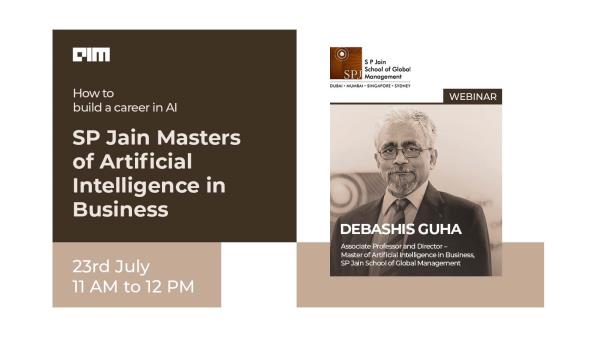 AIM
How to
build a career in AI
SP Jain Masters
of Artificial
Intelligence in
Business
23rd July
11 AM to 12 PM
SPJ
S P Jain
School of Global
Management
DUBAI • MUMBAI • SINGAPORE • SYDNEY
WEBINAR
DEBASHIS GUHA
Associate Professor and Director –
Master of Artificial Intelligence in Business,
SP Jain School of Global Management